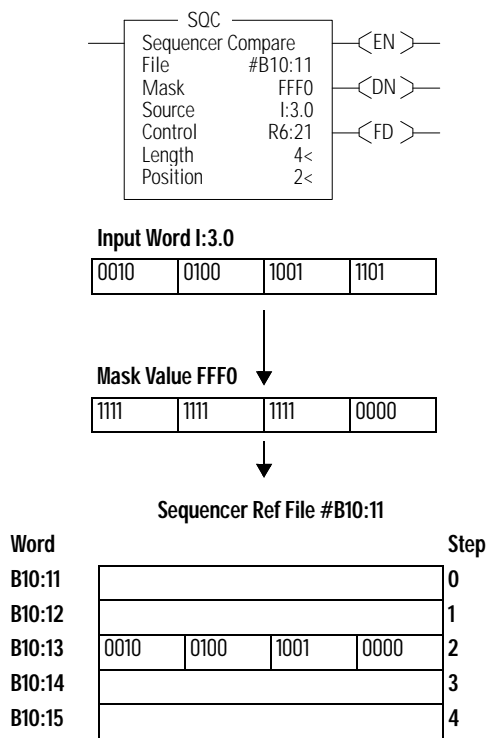 SQC
Sequencer Compare EN
File #B10:11
Mask FFF0 DN
Source I:3.0
Control R6:21 FD
Length 4<
Position 2<
Input Word I:3.0
0010 0100 1001 1101
Mask Value FFF0
1111 1111 1111 0000
Sequencer Ref File #B10:11
Word Step
B10:11 0
B10:12 1
B10:13 0010 0100 1001 0000 2
B10:14 3
B10:15 4